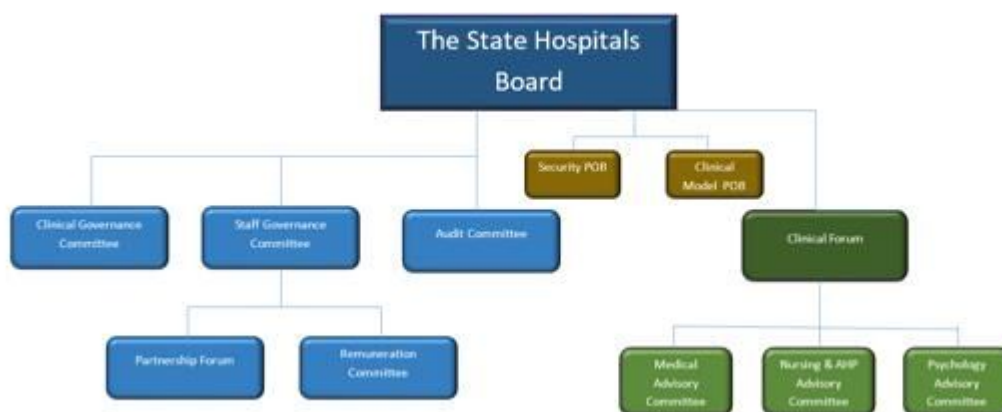 The State Hospitals
Board
Security POB
Clinical
Model POB
Clinical Governance
Committee
Staff Governance
Committee
Audit Committee
Clinical Forum
Partnership Forum
Remuneration
Committee
Medical
Advisory
Committee
Nursing & AHP
Advisory
Committee
Psychology
Advisory
Committee